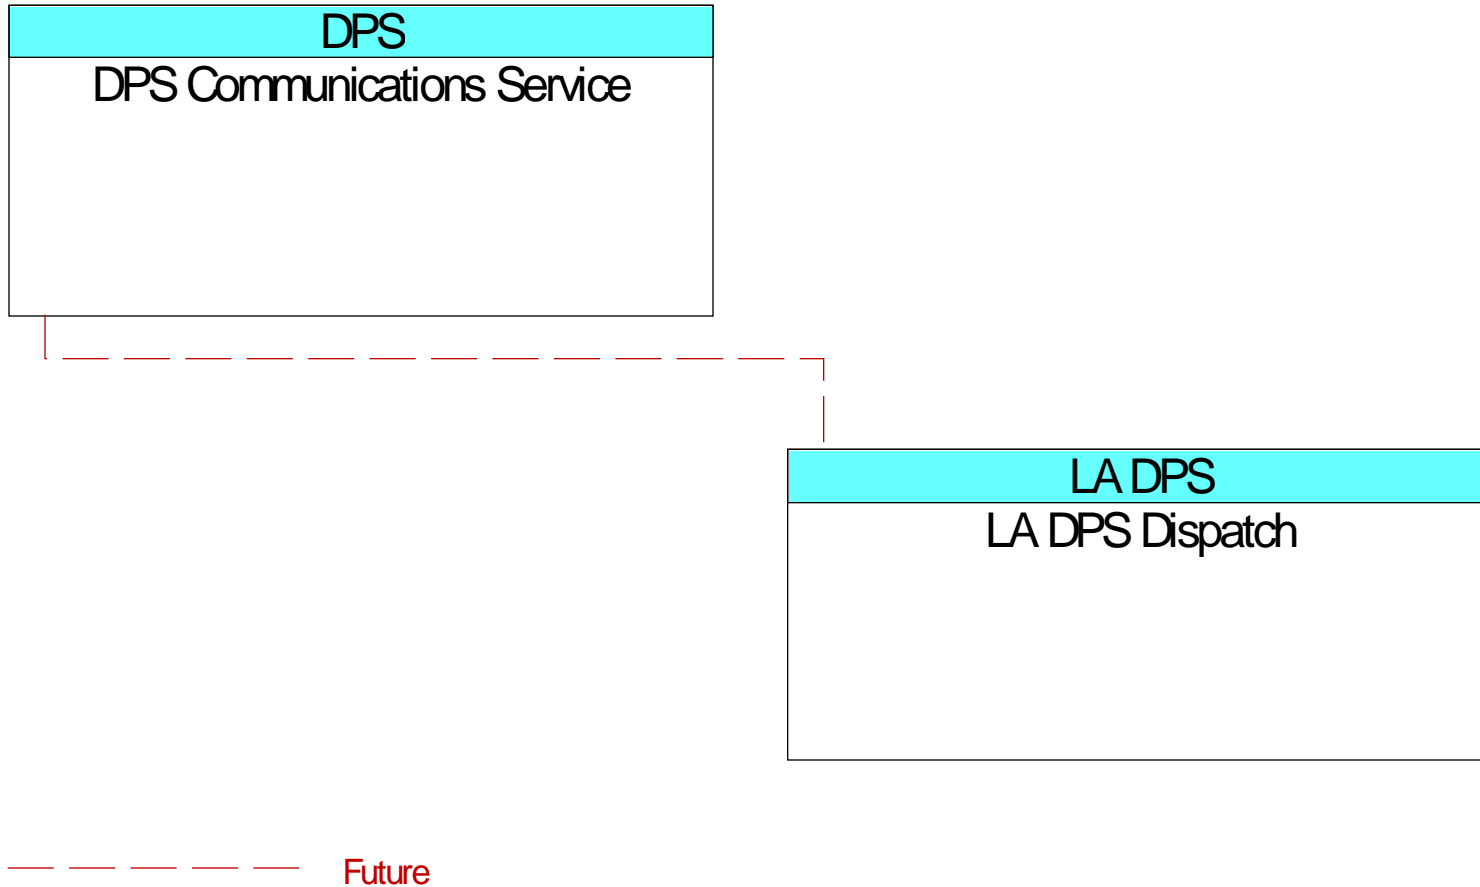 DPS
DPS Communications Service
LA DPS
LA DPS Dispatch
Future